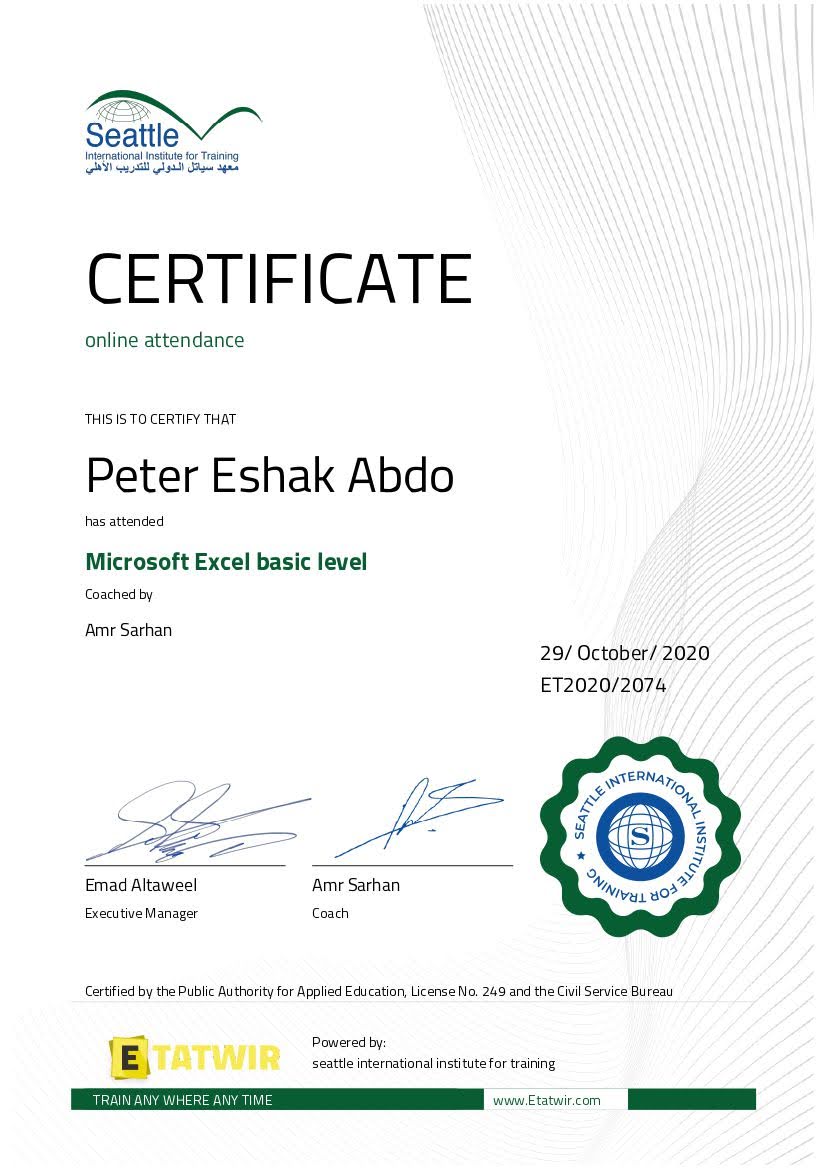 Seattle
International Institute for Training
معهد سياتل الدولي للتدريب الأهلي
CERTIFICATE
online attendance
THIS IS TO CERTIFY THAT
Peter Eshak Abdo
has attended
Microsoft Excel basic level
Coached by
Amr Sarhan
29/ October/ 2020
ET2020/2074
SEATTLE INTERNATIONAL INSTITUTE FOR TRAINING
S
Emad Altaweel
Executive Manager
Amr Sarhan
Coach
Certified by the Public Authority for Applied Education, License No. 249 and the Civil Service Bureau
ETATWIR
Powered by:
seattle international institute for training
TRAIN ANY WHERE ANY TIME
www.Etatwir.com